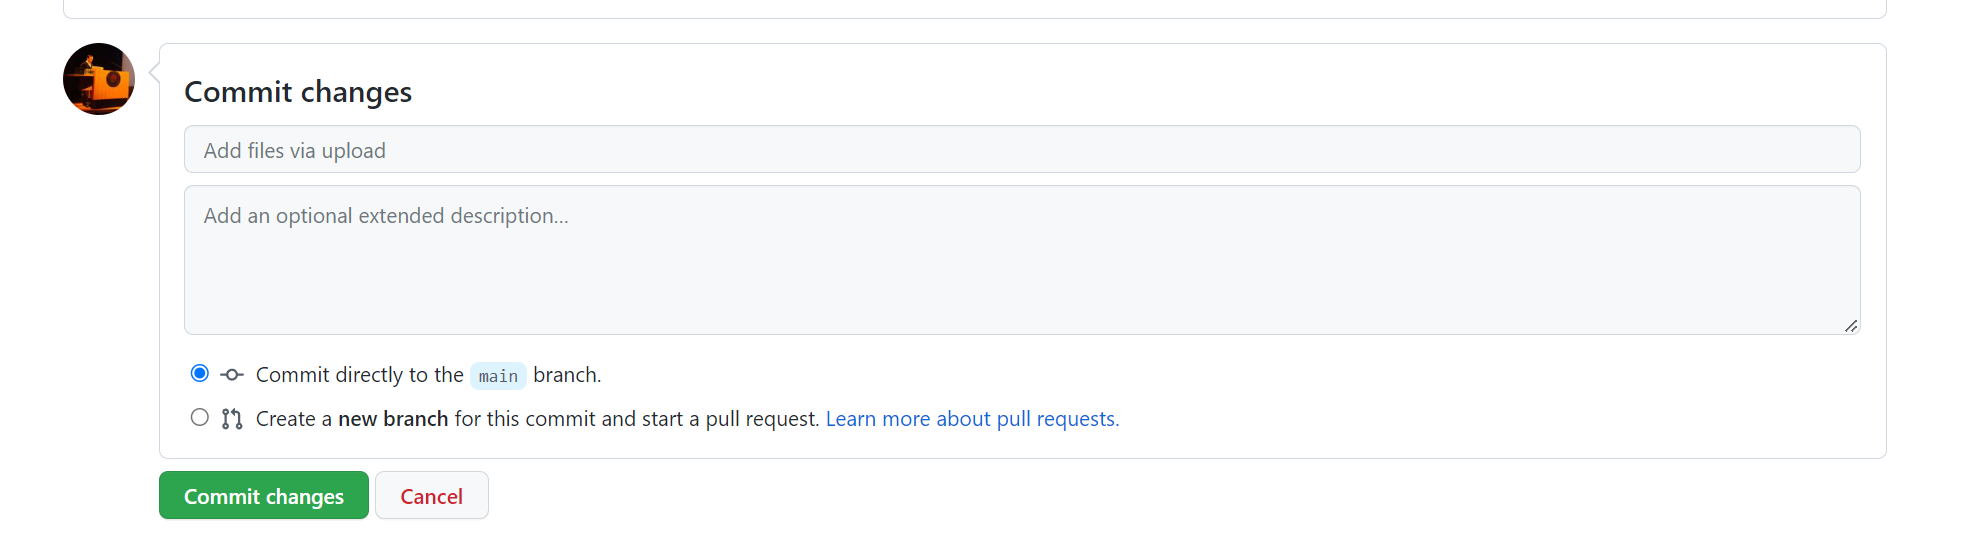 Commit changes
Add files via upload
Add an optional extended description...
Commit directly to the main branch.
Create a new branch for this commit and start a pull request. Learn more about pull requests.
Commit changes Cancel